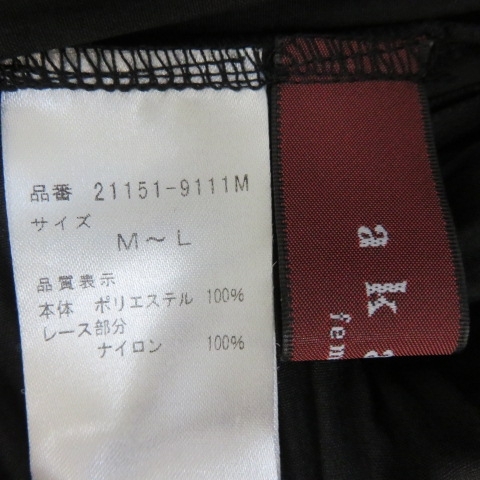 品番 21151-9111M
サイズ
M～L
品質表示
本体 ポリエステル 100%
レース部分
ナイロン 100%
a K
fem